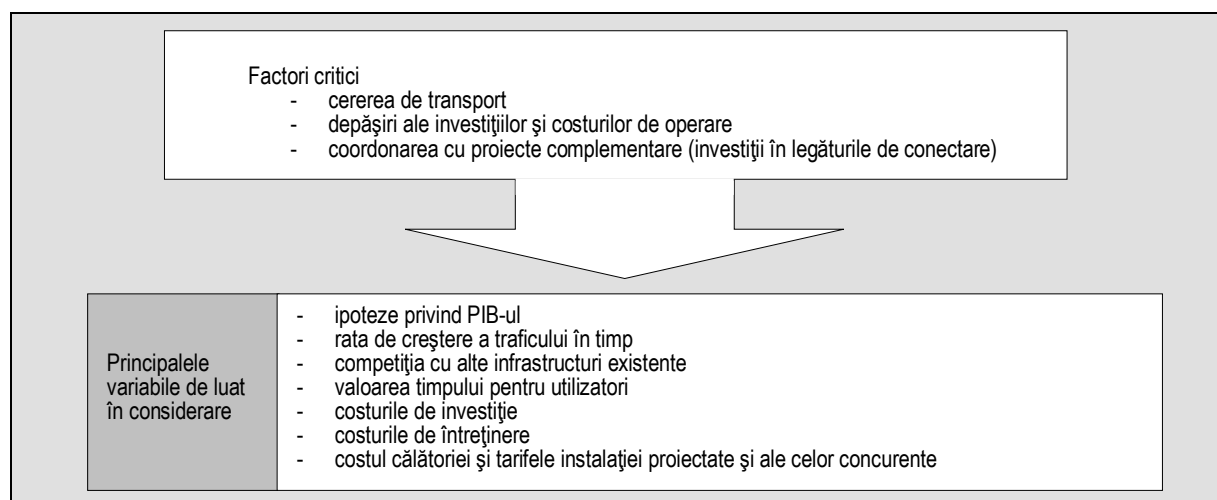 Factori critici
- cererea de transport
- depăşiri ale investiţiilor şi costurilor de operare
- coordonarea cu proiecte complementare (investiţii în legăturile de conectare)
Principalele
variabile de luat
în considerare
- ipoteze privind PIB-ul
- rata de creştere a traficului în timp
- competiţia cu alte infrastructuri existente
- valoarea timpului pentru utilizatori
- costurile de investiţie
- costurile de întreţinere
- costul călătoriei şi tarifele instalaţiei proiectate şi ale celor concurente